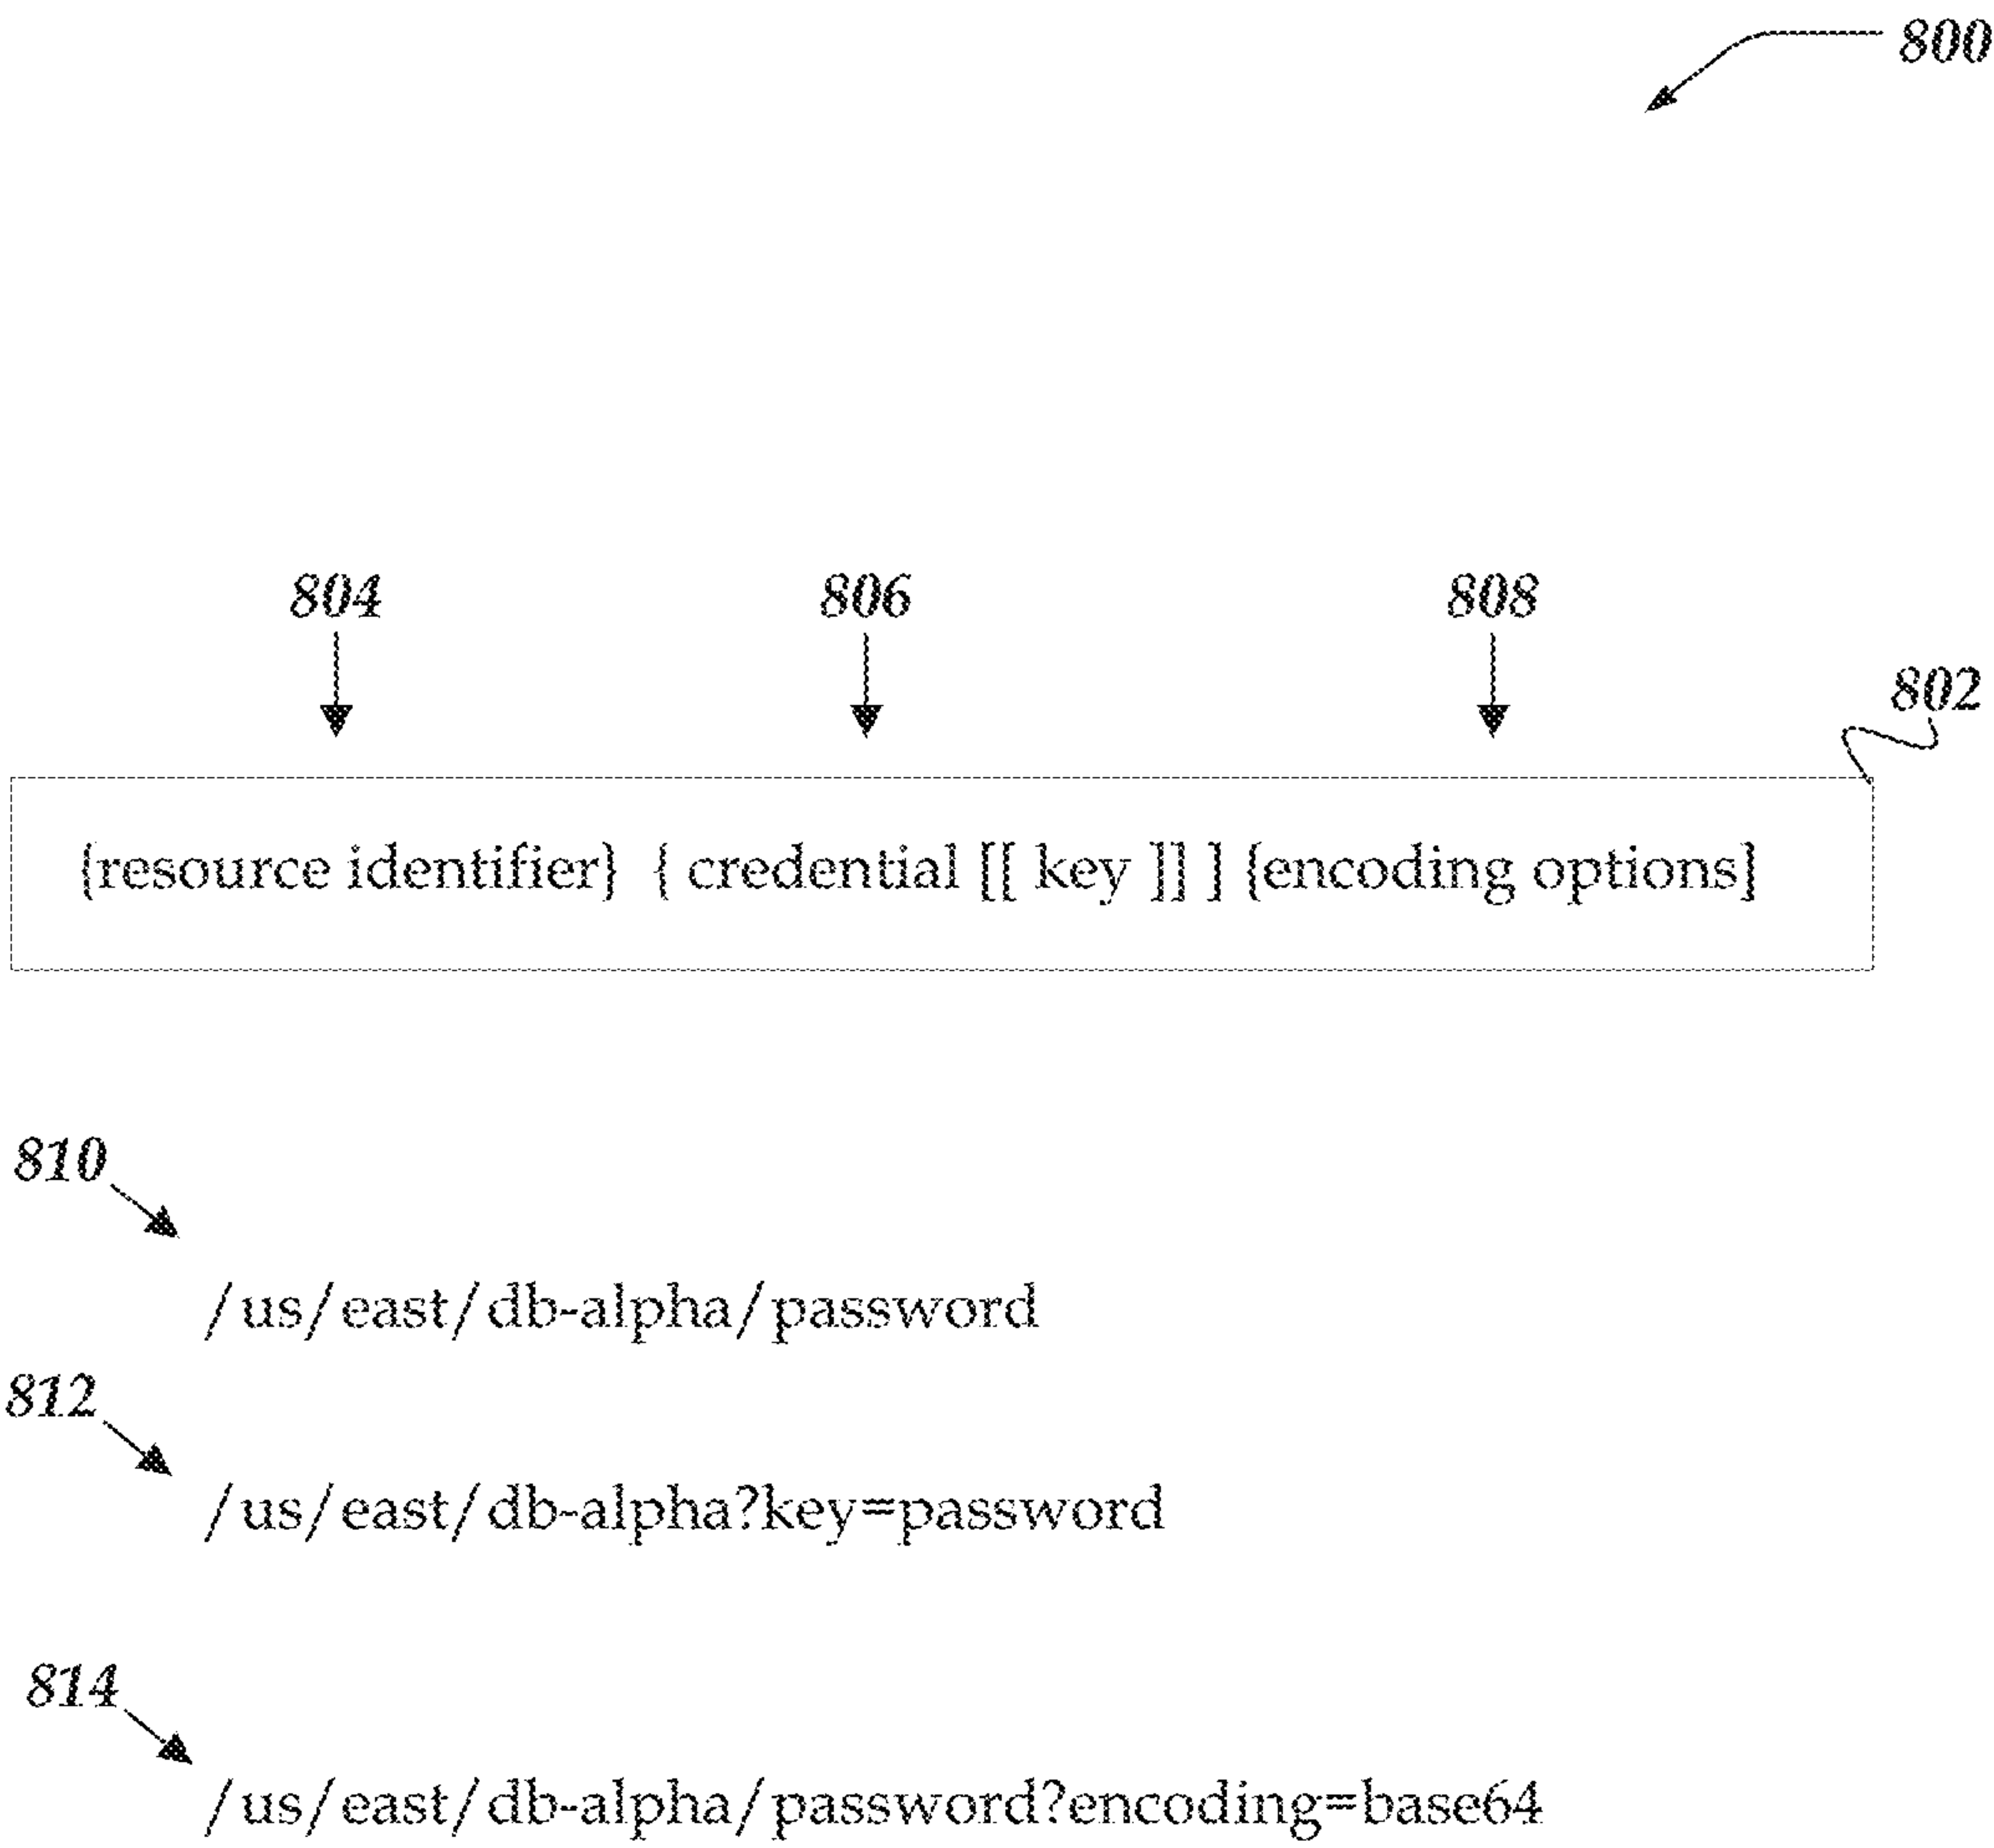 800
804 806 808
802
{resource identifier} { credential [[ key ]] } {encoding options}
810
/us/east/db-alpha/password
812
/us/east/db-alpha?key=password
814
/us/east/db-alpha/password?encoding=base64